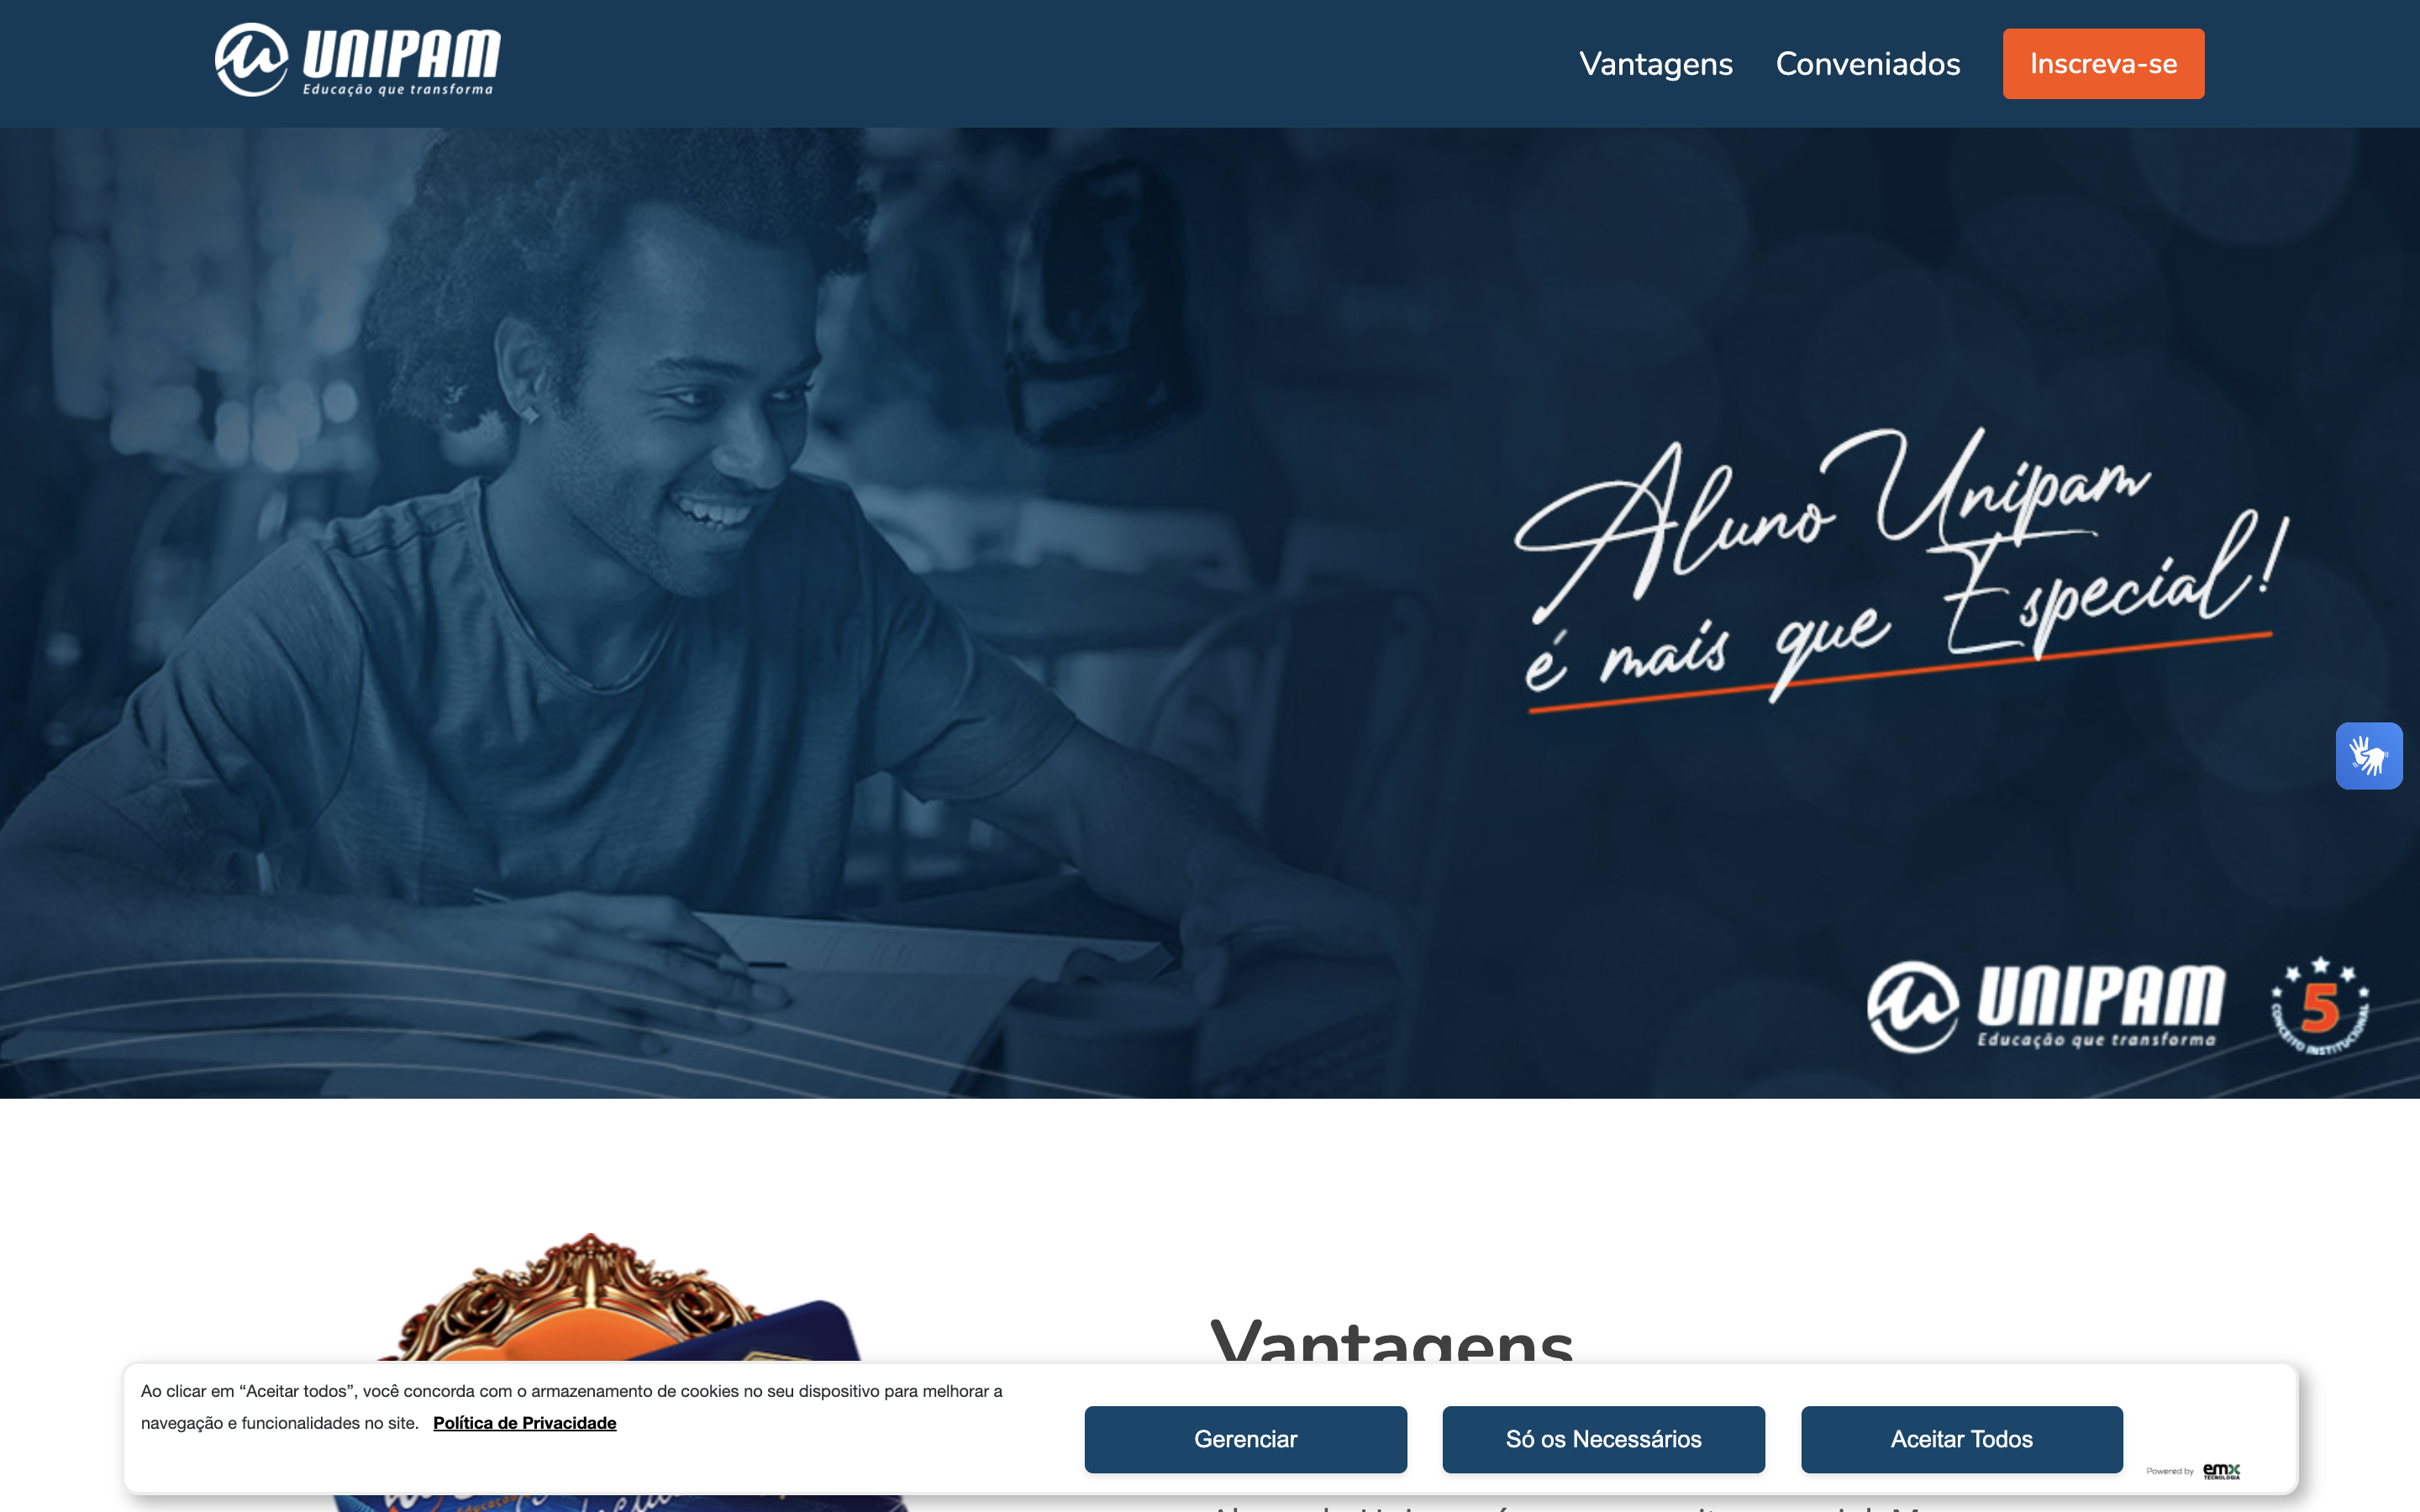 UNIPAM
Educação que transforma
Vantagens
Conveniados
Inscreva-se
Aluno Unipam
é mais que Especial!
UNIPAM
Educação que transforma
5
CONCEITO INSTITUCIONAL
Vantagens
Ao clicar em “Aceitar todos”, você concorda com o armazenamento de cookies no seu dispositivo para melhorar a
navegação e funcionalidades no site. Política de Privacidade
Gerenciar
Só os Necessários
Aceitar Todos
Powered by emx
TECNOLOGIA